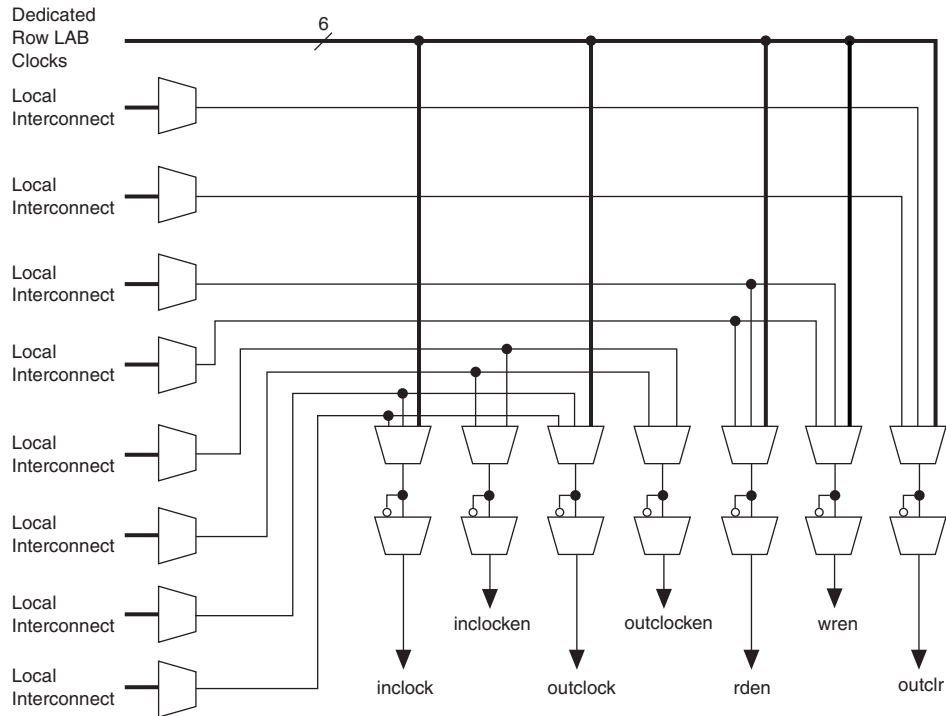 Dedicated
Row LAB
Clocks
6
Local
Interconnect
Local
Interconnect
Local
Interconnect
Local
Interconnect
Local
Interconnect
Local
Interconnect
Local
Interconnect
Local
Interconnect
inclocken
outclocken
wren
inclock
outclock
rden
outclr